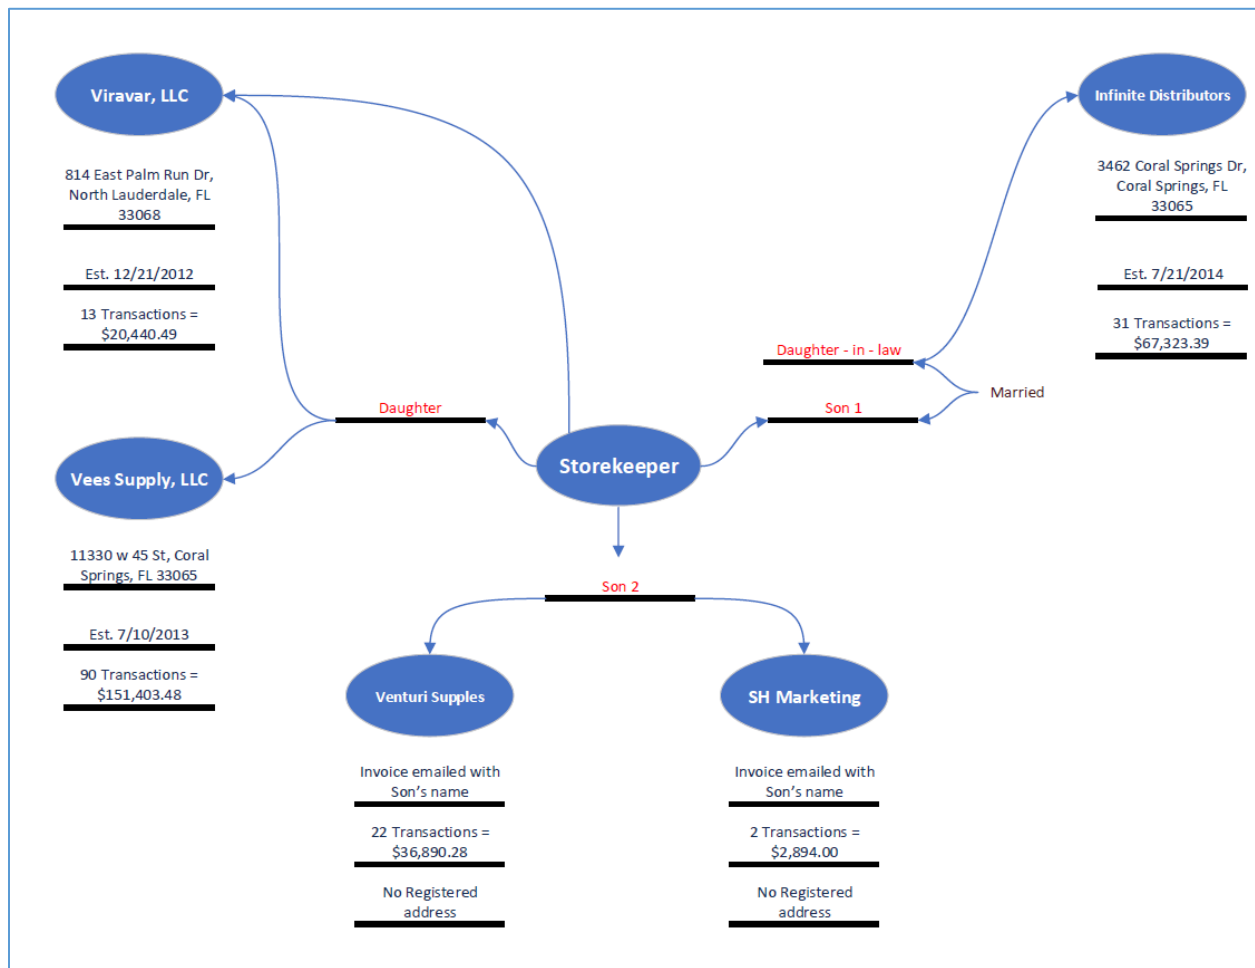 Viravar, LLC
814 East Palm Run Dr,
North Lauderdale, FL
33068
Est. 12/21/2012
13 Transactions =
$20,440.49
Infinite Distributors
3462 Coral Springs Dr,
Coral Springs, FL
33065
Est. 7/21/2014
31 Transactions =
$67,323.39
Daughter - in - law
Married
Son 1
Daughter
Storekeeper
Vees Supply, LLC
11330 w 45 St, Coral
Springs, FL 33065
Est. 7/10/2013
90 Transactions =
$151,403.48
Son 2
Venturi Supples
Invoice emailed with
Son's name
22 Transactions =
$36,890.28
No Registered
address
SH Marketing
Invoice emailed with
Son's name
2 Transactions =
$2,894.00
No Registered
address